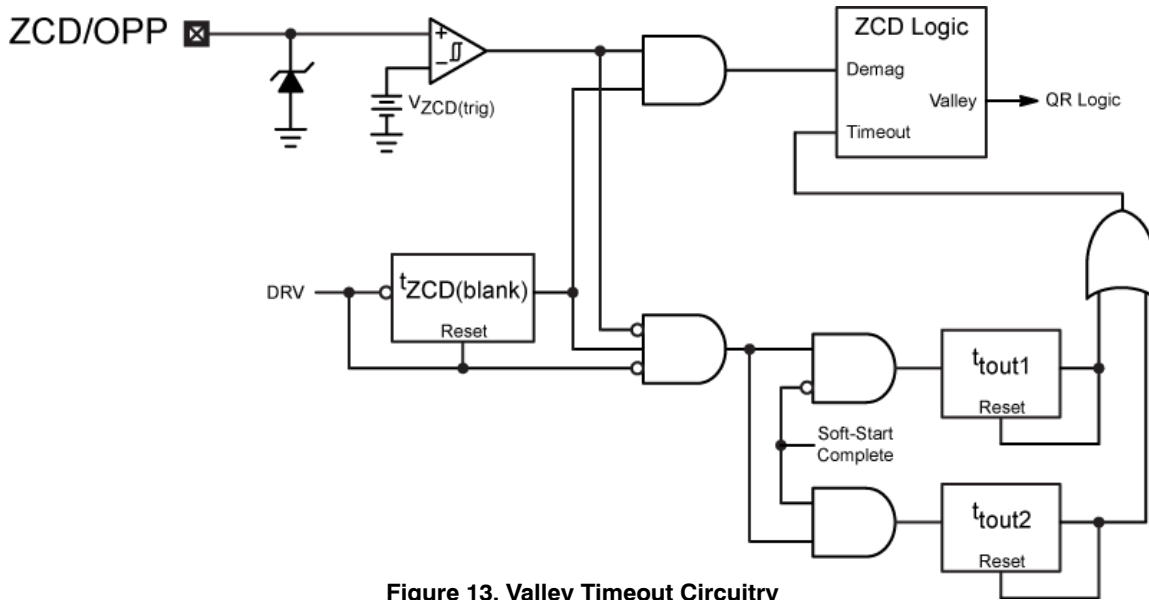 ZCD/OPP
+
−
VZCD(trig)
ZCD Logic
Demag
Valley
QR Logic
Timeout
DRV
tZCD(blank)
Reset
ttout1
Reset
Soft-Start
Complete
ttout2
Reset
Figure 13. Valley Timeout Circuitry